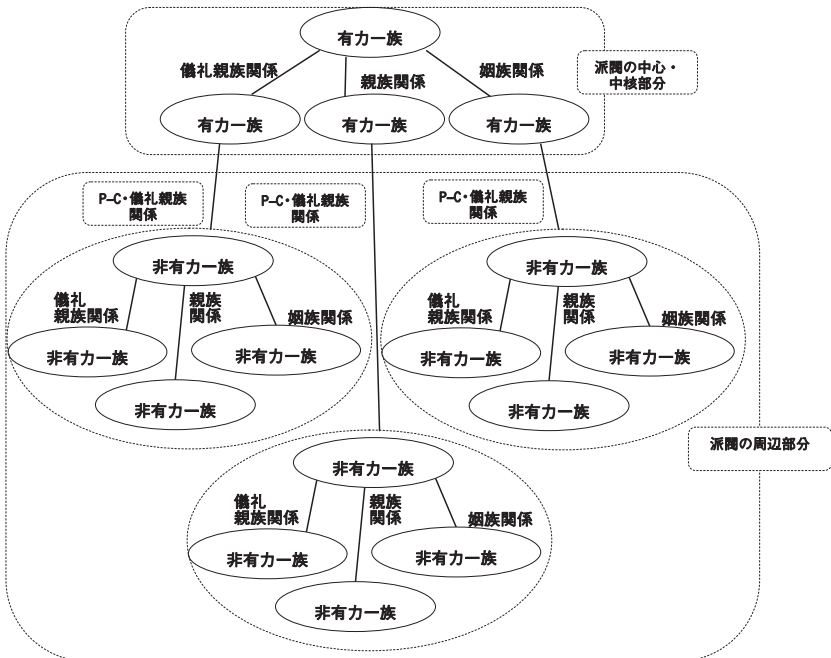 有力一族
儀礼親族関係
親族関係
姻族関係
派閥の中心・
中核部分
有力一族
有力一族
有力一族
P-C・儀礼親族
関係
P-C・儀礼親族
関係
P-C・儀礼親族
関係
非有力一族
儀礼
親族関係
親族
関係
姻族関係
非有力一族
非有力一族
非有力一族
非有力一族
儀礼
親族関係
親族
関係
姻族関係
非有力一族
非有力一族
非有力一族
派閥の周辺部分
非有力一族
儀礼
親族関係
親族
関係
姻族関係
非有力一族
非有力一族
非有力一族